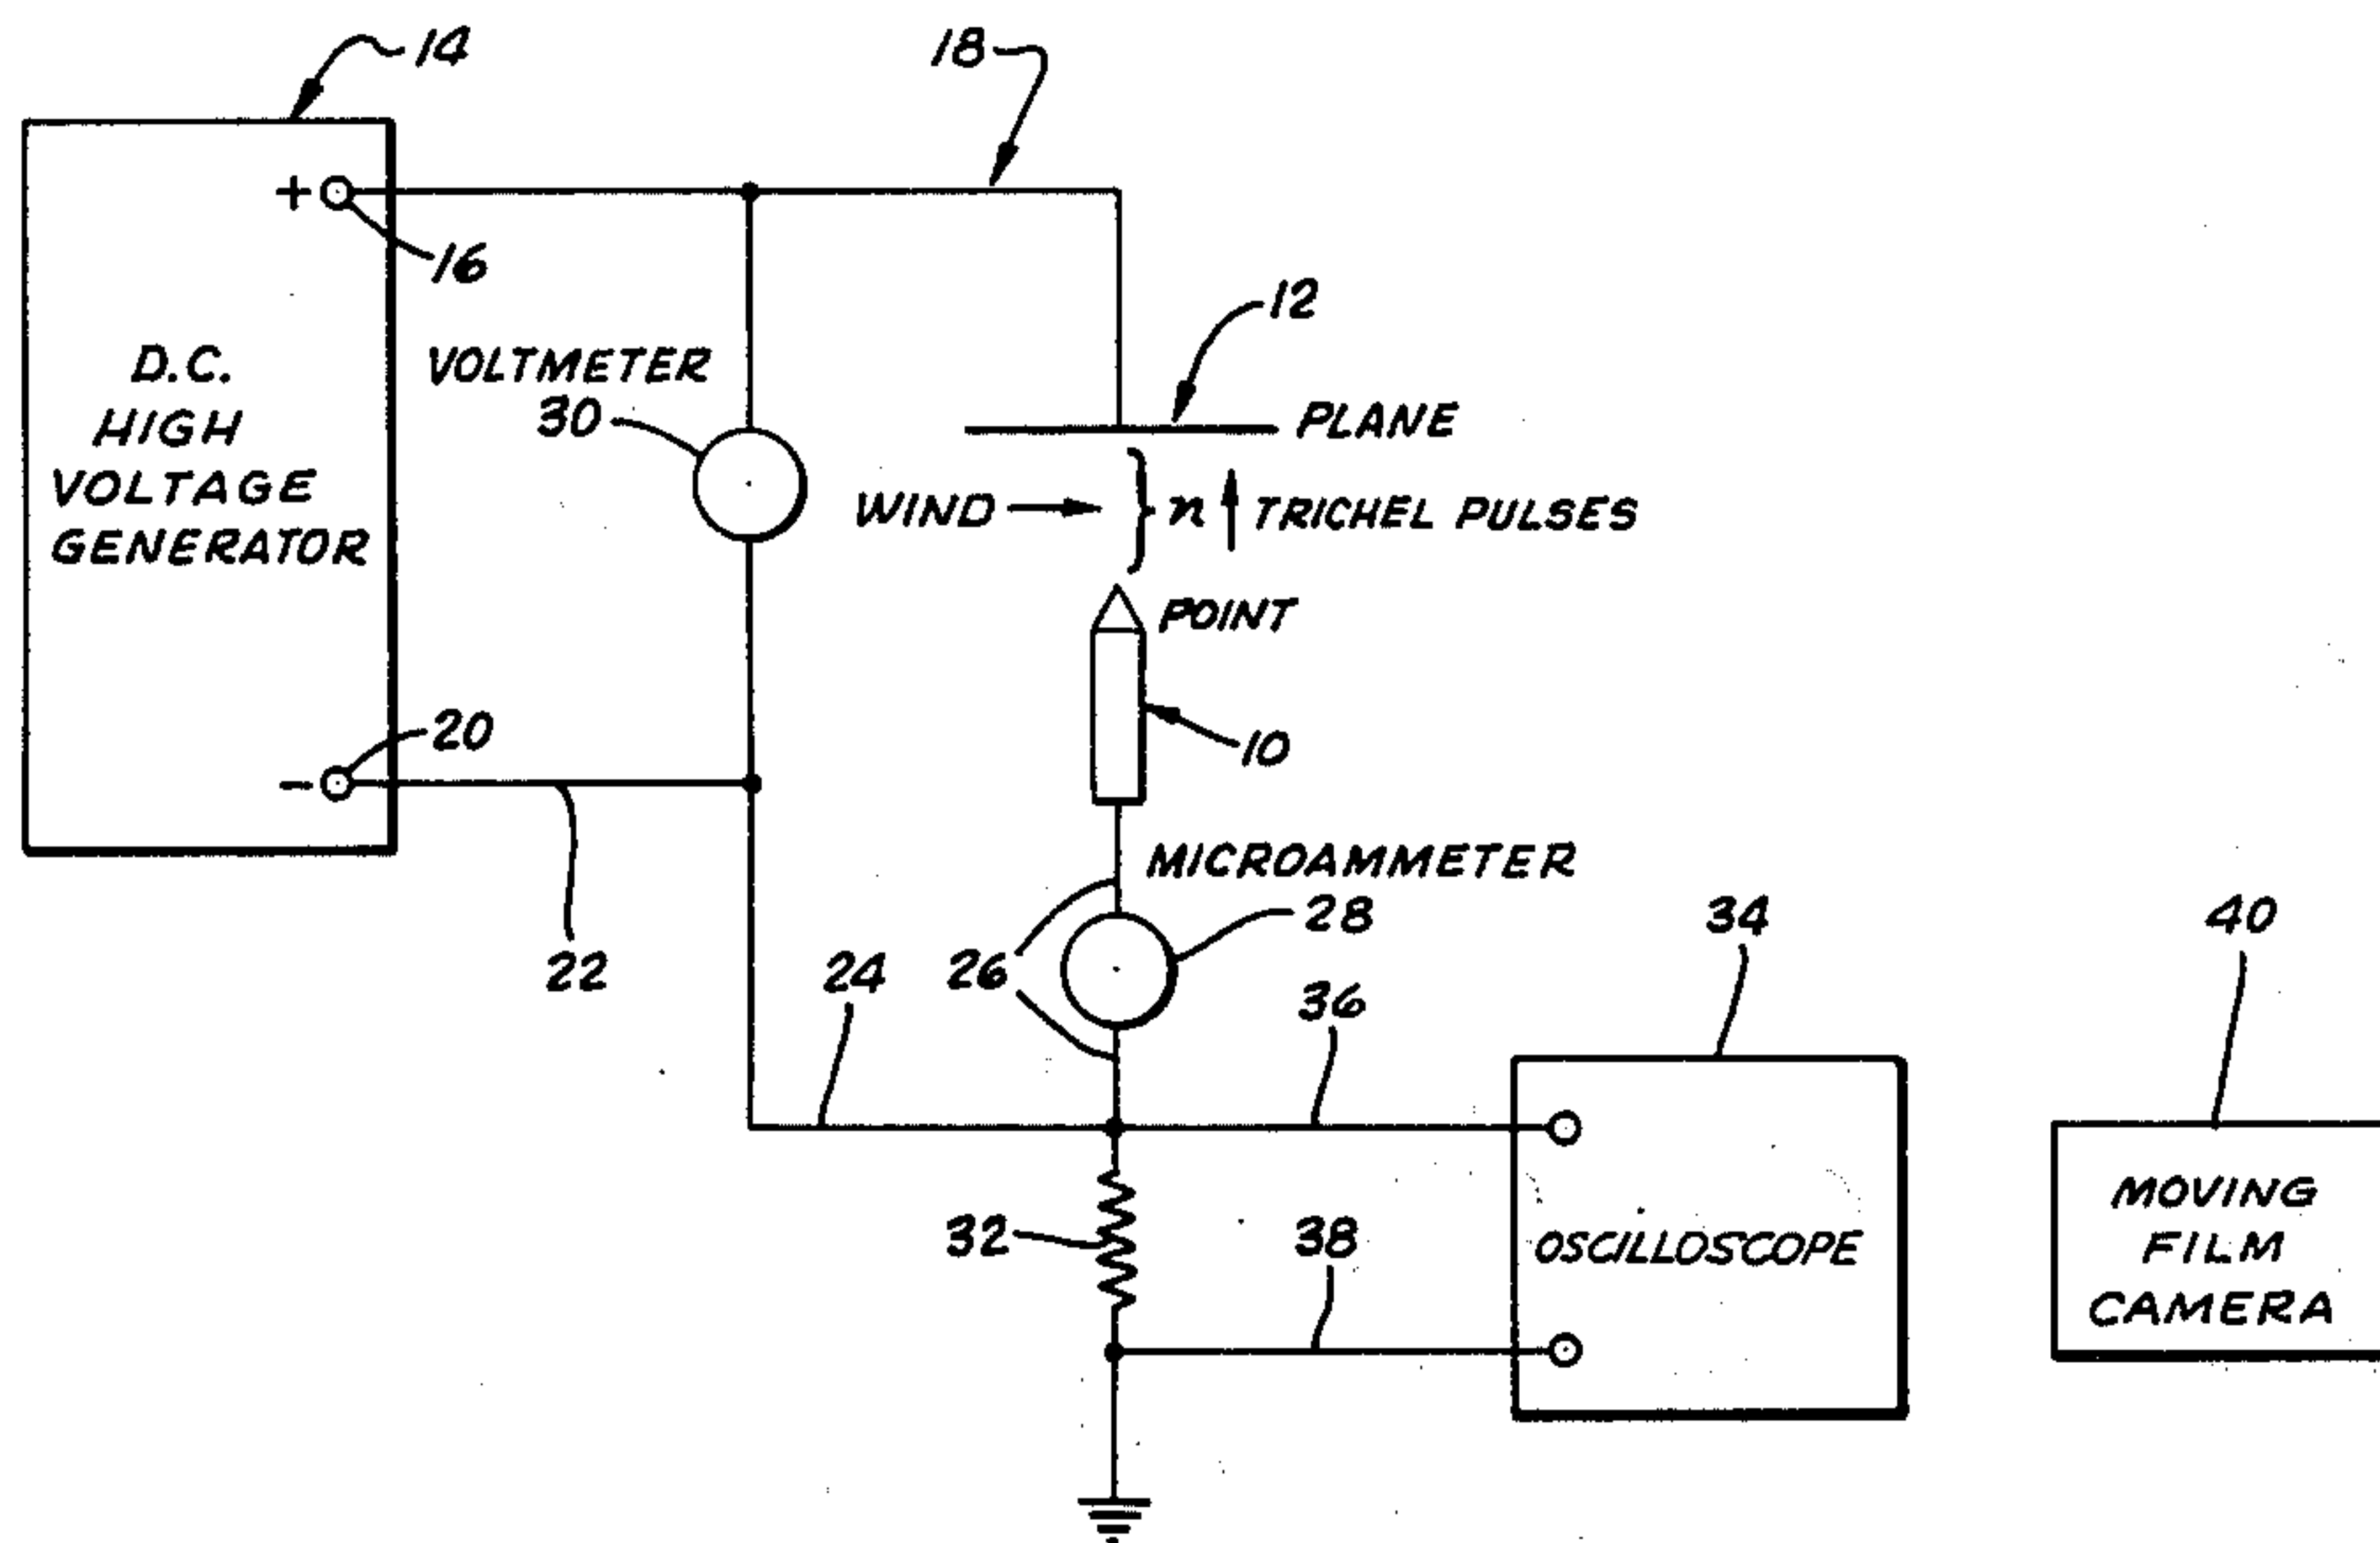 14
18
+
16
12
D.C.
HIGH
VOLTAGE
GENERATOR
VOLTMETER
30
PLANE
WIND
n
TRICHEL PULSES
POINT
20
-
10
MICROAMMETER
28
22
24
26
36
34
40
32
38
OSCILLOSCOPE
MOVING
FILM
CAMERA